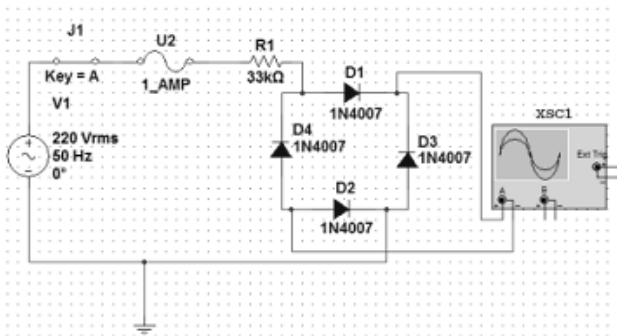 J1
Key = A
U2
1_AMP
R1
33kΩ
V1
220 Vrms
50 Hz
0°
D1
1N4007
D4
1N4007
D3
1N4007
D2
1N4007
XSC1
Ext Trig
A
B